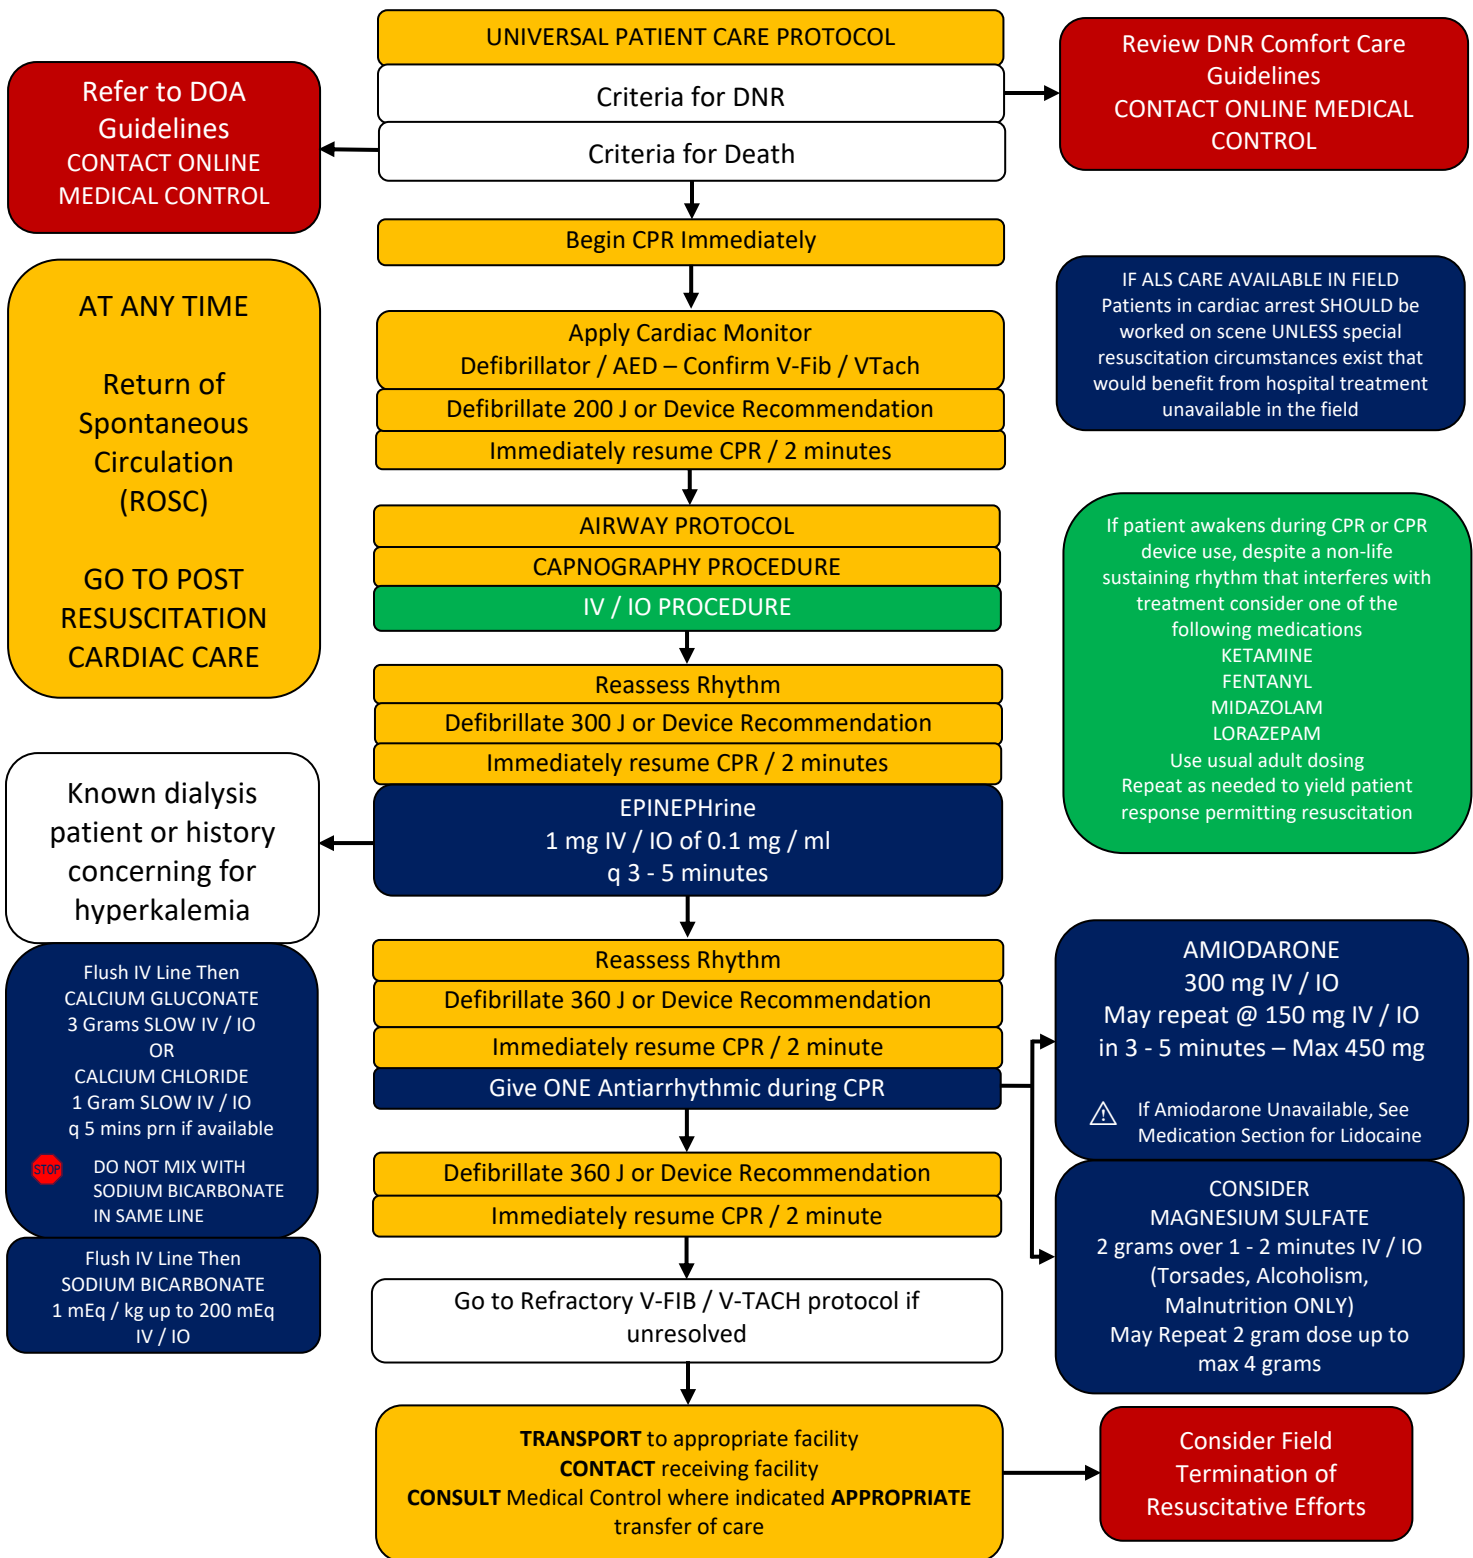 UNIVERSAL PATIENT CARE PROTOCOL
Criteria for DNR
Criteria for Death
Review DNR Comfort Care
Guidelines
CONTACT ONLINE MEDICAL
CONTROL
Refer to DOA
Guidelines
CONTACT ONLINE
MEDICAL CONTROL
Begin CPR Immediately
AT ANY TIME
Return of
Spontaneous
Circulation
(ROSC)
GO TO POST
RESUSCITATION
CARDIAC CARE
IF ALS CARE AVAILABLE IN FIELD
Patients in cardiac arrest SHOULD be
worked on scene UNLESS special
resuscitation circumstances exist that
would benefit from hospital treatment
unavailable in the field
Apply Cardiac Monitor
Defibrillator / AED – Confirm V-Fib / VTach
Defibrillate 200 J or Device Recommendation
Immediately resume CPR / 2 minutes
AIRWAY PROTOCOL
CAPNOGRAPHY PROCEDURE
IV / IO PROCEDURE
If patient awakens during CPR or CPR
device use, despite a non-life
sustaining rhythm that interferes with
treatment consider one of the
following medications
KETAMINE
FENTANYL
MIDAZOLAM
LORAZEPAM
Use usual adult dosing
Repeat as needed to yield patient
response permitting resuscitation
Reassess Rhythm
Defibrillate 300 J or Device Recommendation
Immediately resume CPR / 2 minutes
EPINEPHrine
1 mg IV / IO of 0.1 mg / ml
q 3 - 5 minutes
Known dialysis
patient or history
concerning for
hyperkalemia
Flush IV Line Then
CALCIUM GLUCONATE
3 Grams SLOW IV / IO
OR
CALCIUM CHLORIDE
1 Gram SLOW IV / IO
q 5 mins prn if available
STOP
DO NOT MIX WITH
SODIUM BICARBONATE
IN SAME LINE
Flush IV Line Then
SODIUM BICARBONATE
1 mEq / kg up to 200 mEq
IV / IO
Reassess Rhythm
Defibrillate 360 J or Device Recommendation
Immediately resume CPR / 2 minute
Give ONE Antiarrhythmic during CPR
AMIODARONE
300 mg IV / IO
May repeat @ 150 mg IV / IO
in 3 - 5 minutes – Max 450 mg
If Amiodarone Unavailable, See
Medication Section for Lidocaine
CONSIDER
MAGNESIUM SULFATE
2 grams over 1 - 2 minutes IV / IO
(Torsades, Alcoholism,
Malnutrition ONLY)
May Repeat 2 gram dose up to
max 4 grams
Defibrillate 360 J or Device Recommendation
Immediately resume CPR / 2 minute
Go to Refractory V-FIB / V-TACH protocol if
unresolved
TRANSPORT to appropriate facility
CONTACT receiving facility
CONSULT Medical Control where indicated APPROPRIATE
transfer of care
Consider Field
Termination of
Resuscitative Efforts